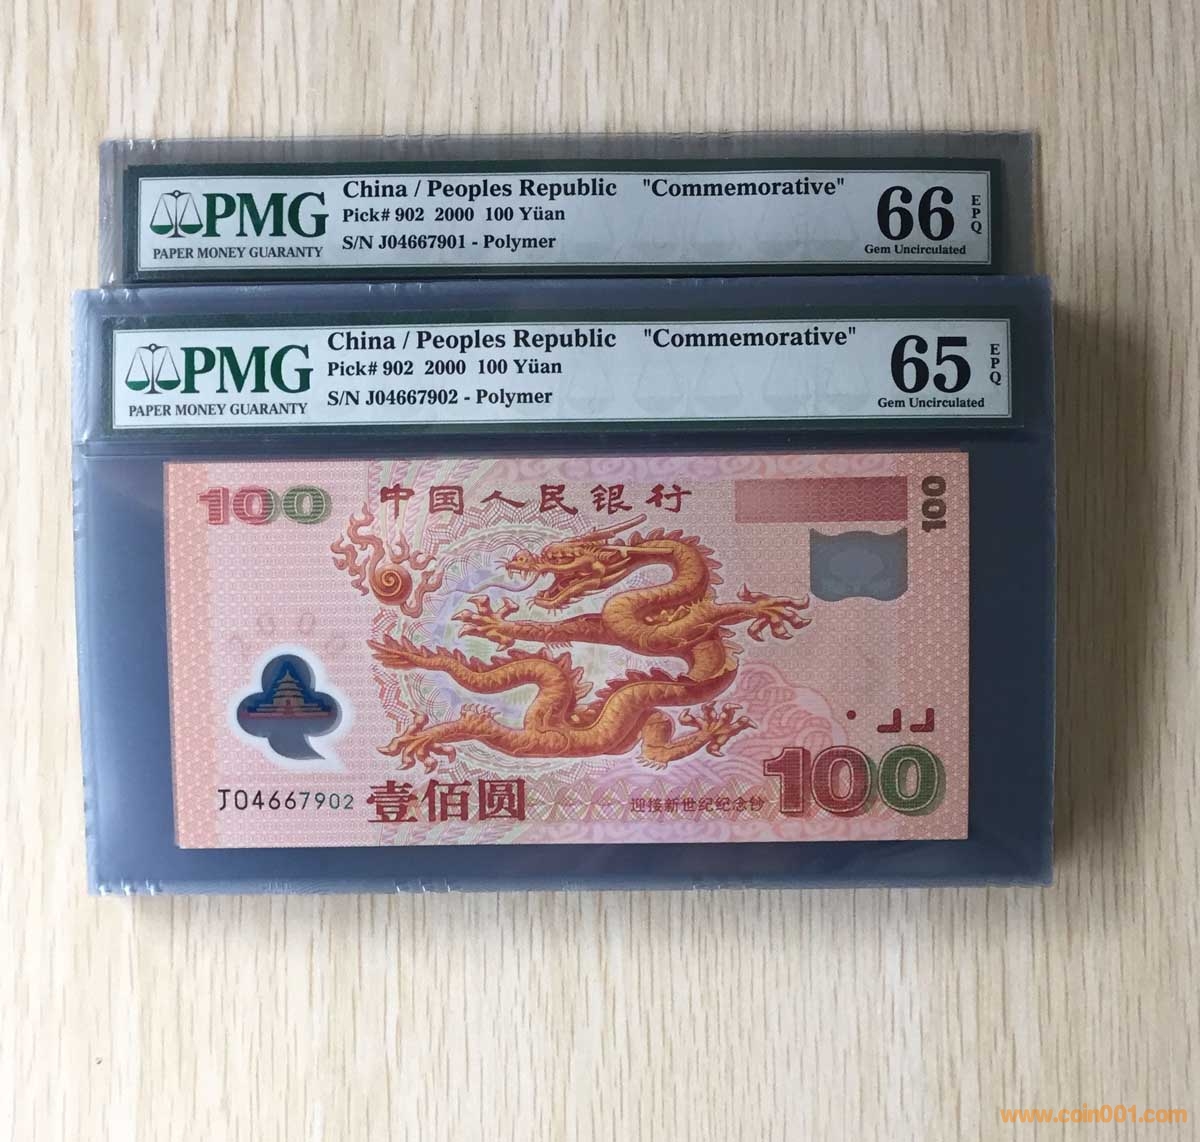 China / Peoples Republic "Commemorative"
PMG
PAPER MONEY GUARANTY
Pick# 902 2000 100 Yüan
S/N J04667901 - Polymer
66
EPQ
Gem Uncirculated
China / Peoples Republic "Commemorative"
PMG
PAPER MONEY GUARANTY
Pick# 902 2000 100 Yüan
S/N J04667902 - Polymer
65
EPQ
Gem Uncirculated
100
中国人民银行
100
2000
J04667902
壹佰圆
迎接新世纪纪念钞
100
www.coin001.com